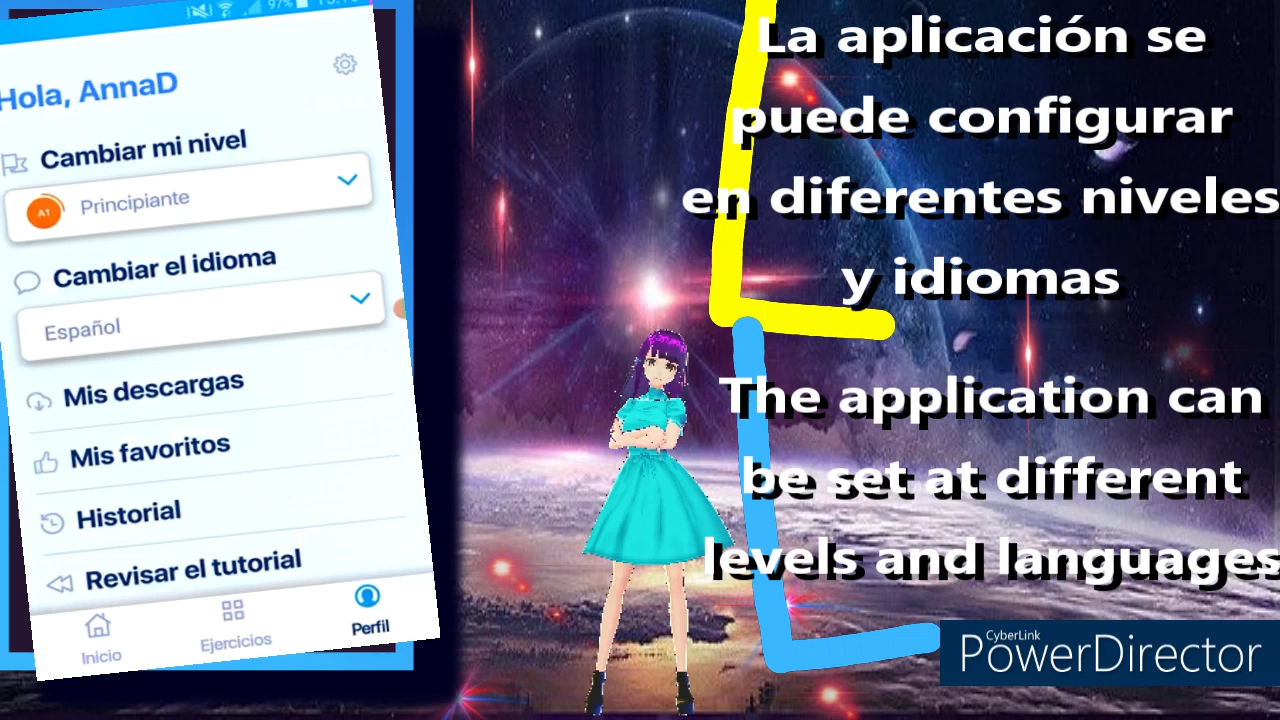 97%
Hola, AnnaD
Cambiar mi nivel
A1
Principiante
Cambiar el idioma
Español
Mis descargas
Mis favoritos
Historial
Revisar el tutorial
Inicio
Ejercicios
Perfil
La aplicación se
puede configurar
en diferentes niveles
y idiomas
The application can
be set at different
levels and languages
CyberLink
PowerDirector